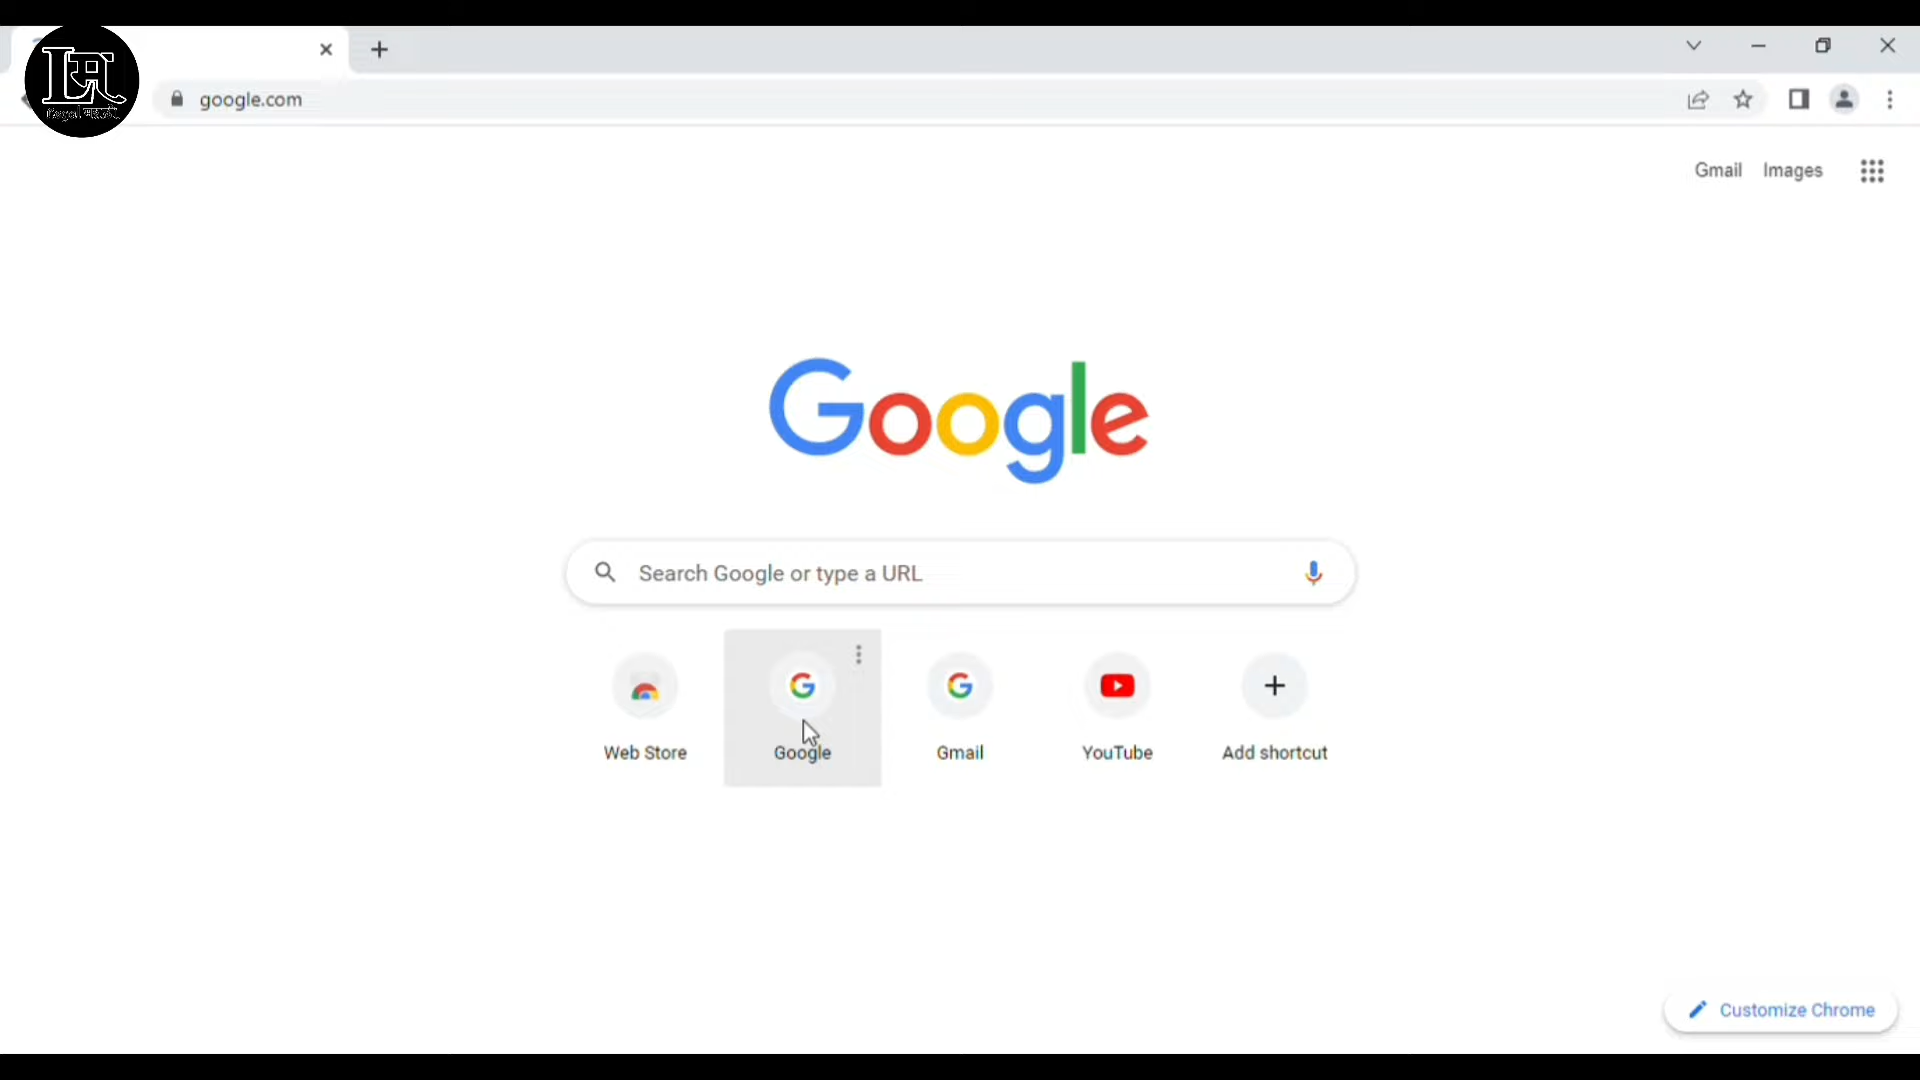 google.com
Gmail Images
Google
Search Google or type a URL
Web Store
Google
Gmail
YouTube
Add shortcut
Customize Chrome